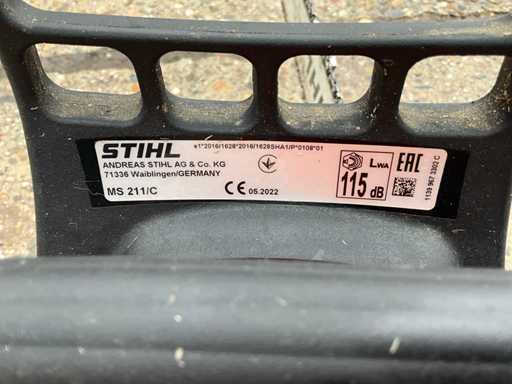 STIHL
e1*2016/1628*2016/1628SHA1/P*0108*01
ANDREAS STIHL AG & Co. KG
71336 Waiblingen/GERMANY
MS 211/C
CE 05.2022
LWA
115 dB
EAC
1139 967 3302 C